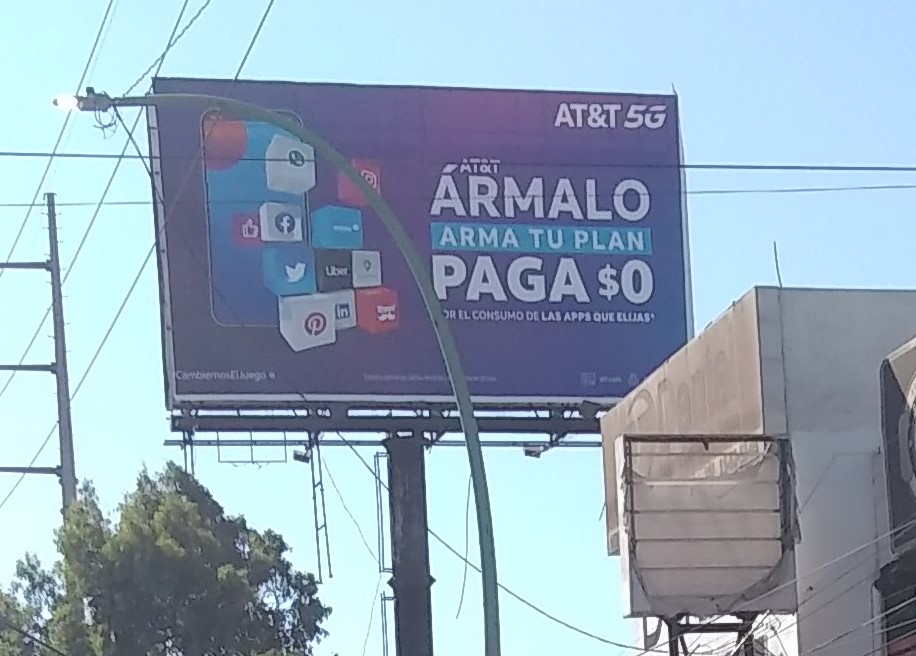 AT&T 5G
AT&T
ÁRMALO
ARMA TU PLAN
PAGA $0
OR EL CONSUMO DE LAS APPS QUE ELIJAS*
Uber
in
#CambiemosElJuego